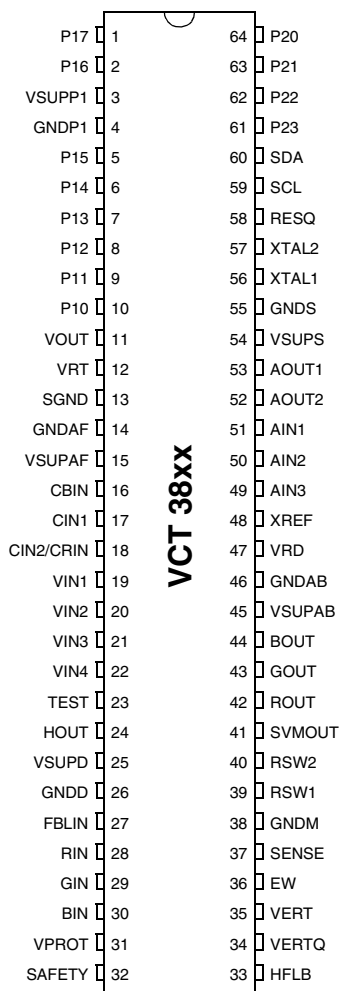 P17 1 64 P20
P16 2 63 P21
VSUPP1 3 62 P22
GNDP1 4 61 P23
P15 5 60 SDA
P14 6 59 SCL
P13 7 58 RESQ
P12 8 57 XTAL2
P11 9 56 XTAL1
P10 10 55 GNDS
VOUT 11 54 VSUPS
VRT 12 53 AOUT1
SGND 13 52 AOUT2
GNDAF 14 51 AIN1
VSUPAF 15 50 AIN2
CBIN 16 49 AIN3
CIN1 17 48 XREF
CIN2/CRIN 18 47 VRD
VIN1 19 46 GNDAB
VIN2 20 45 VSUPAB
VIN3 21 44 BOUT
VIN4 22 43 GOUT
TEST 23 42 ROUT
HOUT 24 41 SVMOUT
VSUPD 25 40 RSW2
GNDD 26 39 RSW1
FBLIN 27 38 GNDM
RIN 28 37 SENSE
GIN 29 36 EW
BIN 30 35 VERT
VPROT 31 34 VERTQ
SAFETY 32 33 HFLB
VCT 38xx